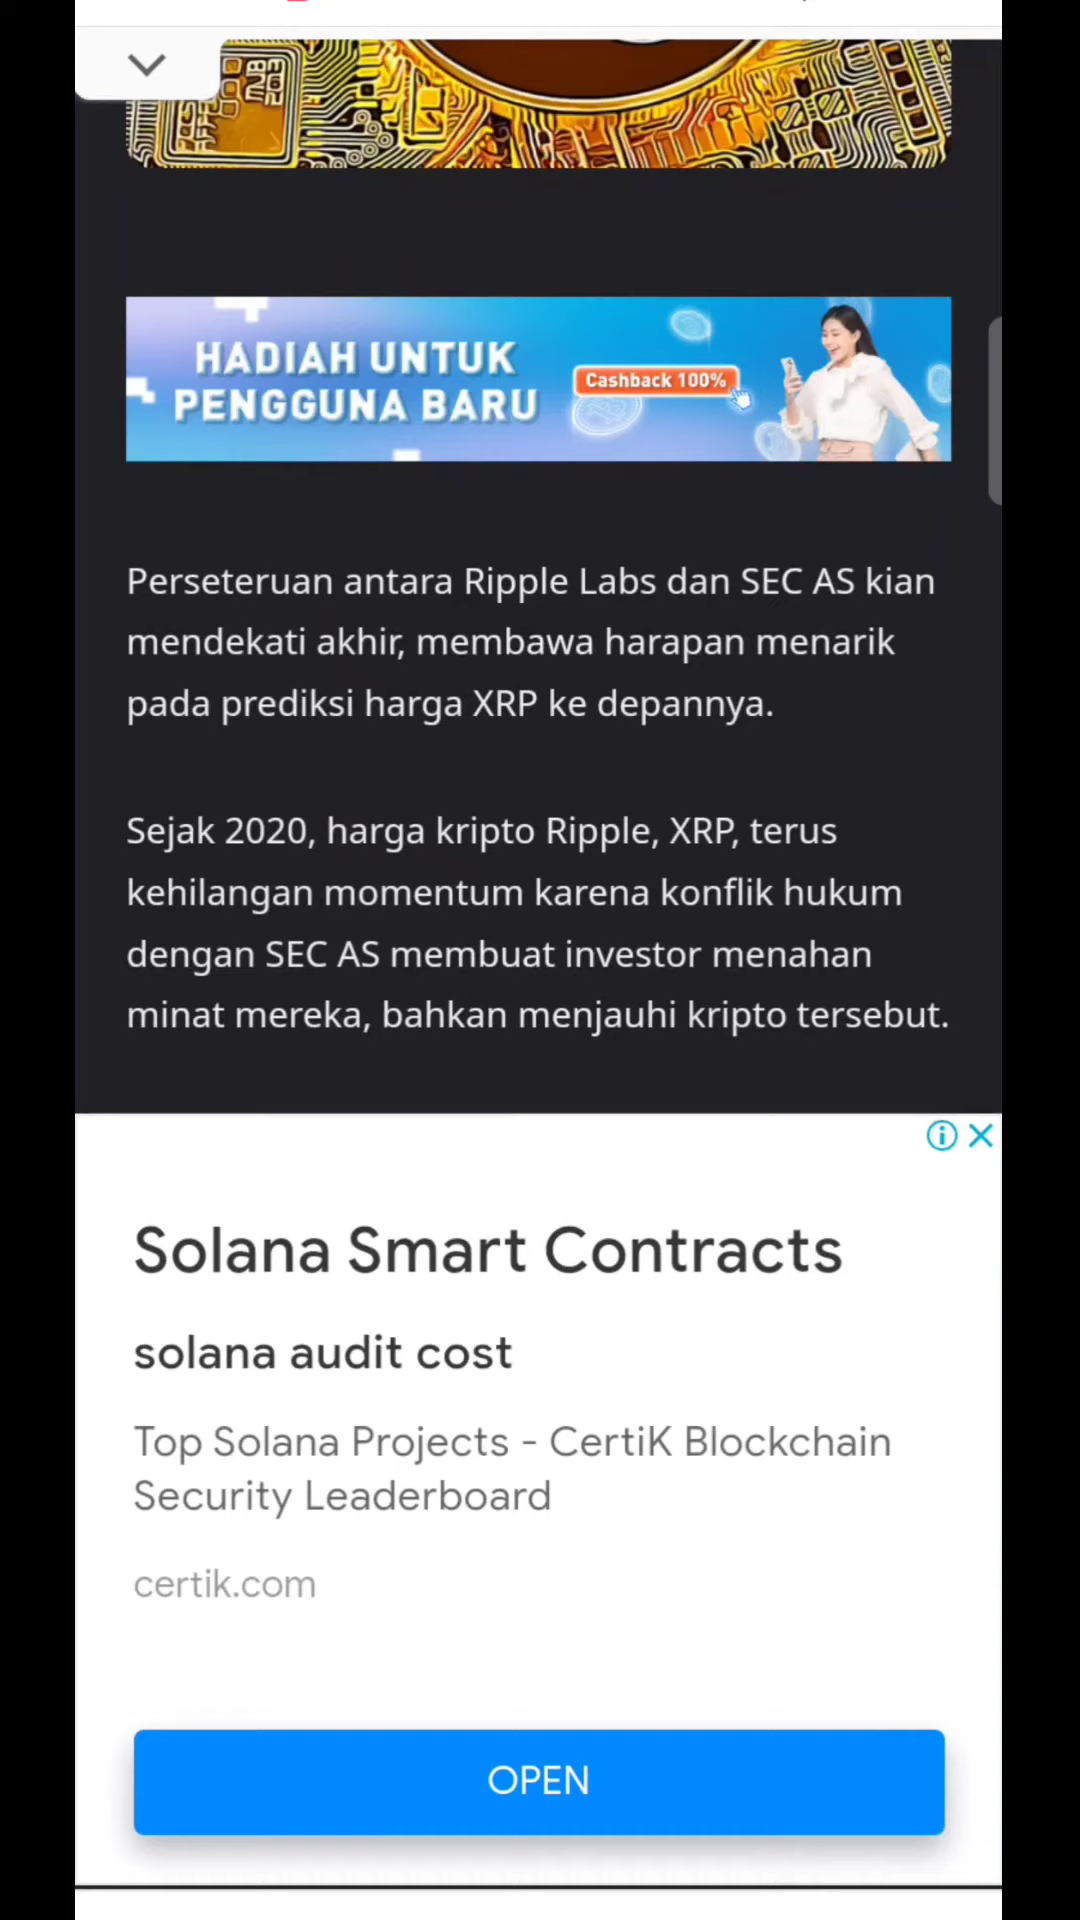 HADIAH UNTUK
PENGGUNA BARU
Cashback 100%
Perseteruan antara Ripple Labs dan SEC AS kian
mendekati akhir, membawa harapan menarik
pada prediksi harga XRP ke depannya.
Sejak 2020, harga kripto Ripple, XRP, terus
kehilangan momentum karena konflik hukum
dengan SEC AS membuat investor menahan
minat mereka, bahkan menjauhi kripto tersebut.
Solana Smart Contracts
solana audit cost
Top Solana Projects - CertiK Blockchain
Security Leaderboard
certik.com
OPEN